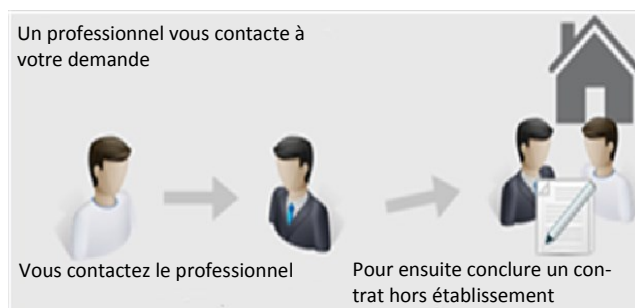 Un professionnel vous contacte à
votre demande
Vous contactez le professionnel
Pour ensuite conclure un con-
trat hors établissement